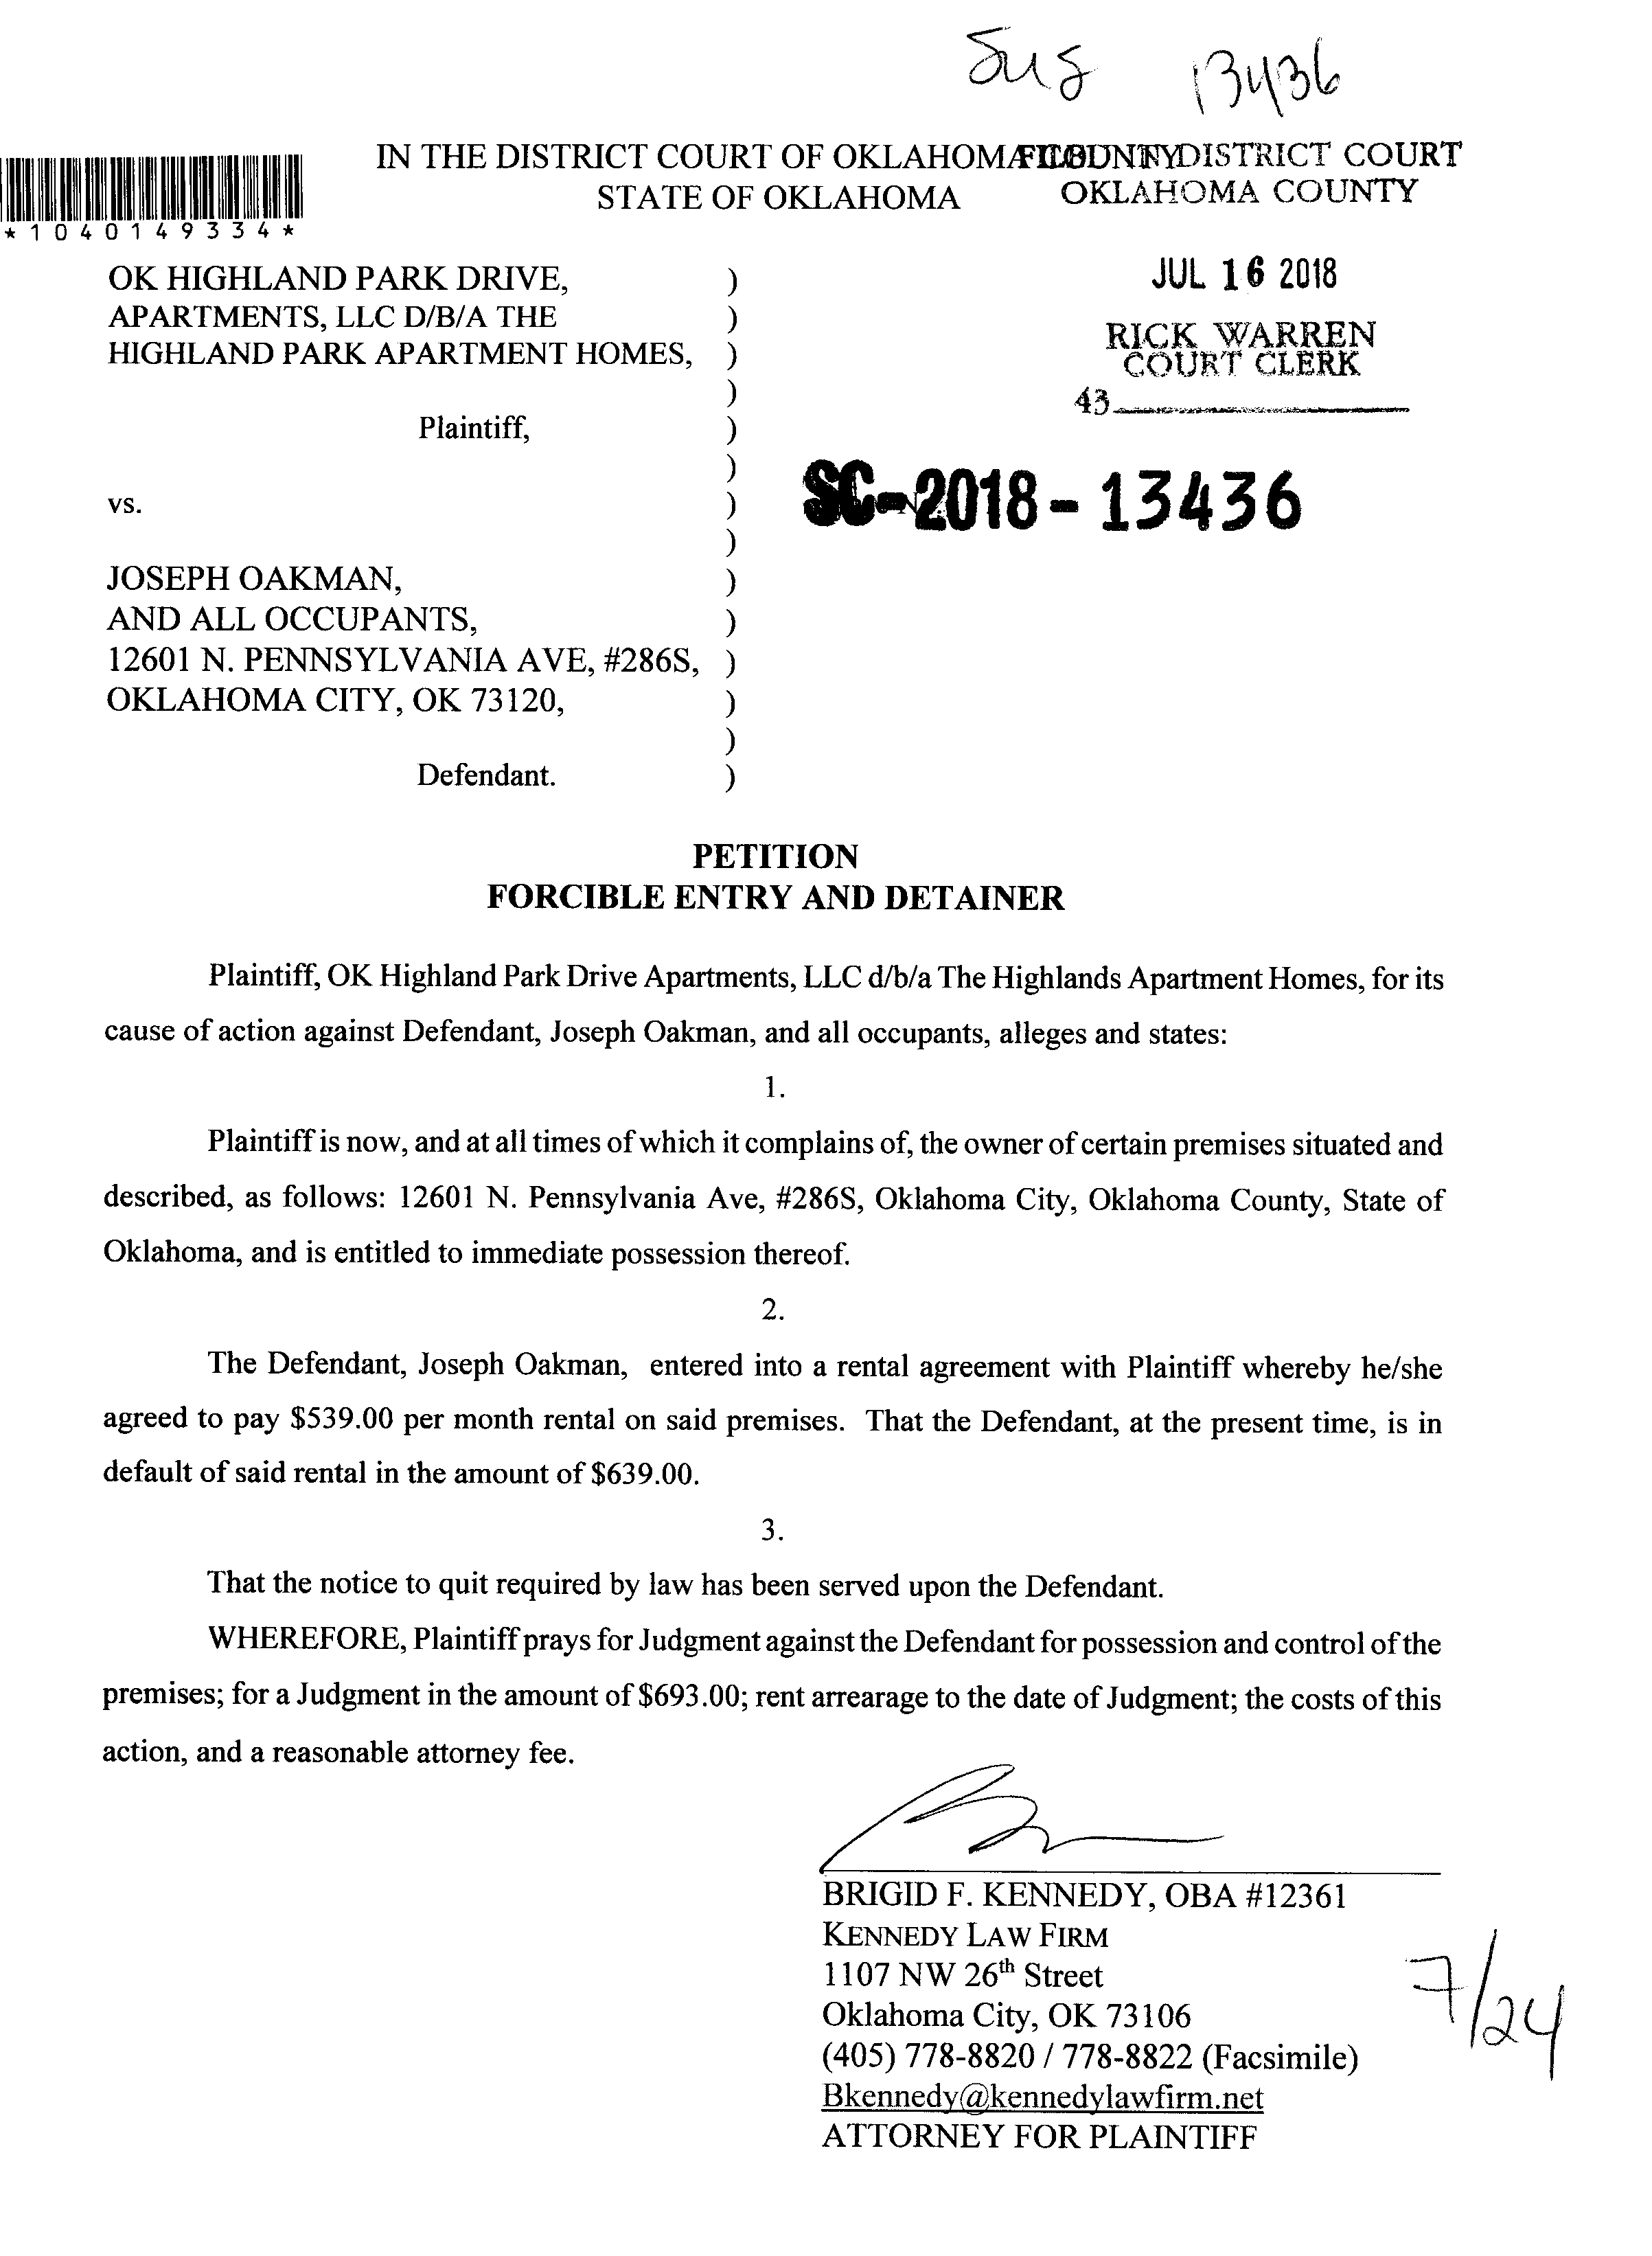 13436
IN THE DISTRICT COURT OF OKLAHOMA COUNTY
STATE OF OKLAHOMA
FILED IN DISTRICT COURT
OKLAHOMA COUNTY
*1040149334*
JUL 16 2018
RICK WARREN
COURT CLERK
43
OK HIGHLAND PARK DRIVE, )
APARTMENTS, LLC D/B/A THE )
HIGHLAND PARK APARTMENT HOMES, )
)
Plaintiff, )
)
vs. )
)
SC-2018-13436
JOSEPH OAKMAN, )
AND ALL OCCUPANTS, )
12601 N. PENNSYLVANIA AVE, #286S, )
OKLAHOMA CITY, OK 73120, )
)
Defendant. )
PETITION
FORCIBLE ENTRY AND DETAINER
Plaintiff, OK Highland Park Drive Apartments, LLC d/b/a The Highlands Apartment Homes, for its
cause of action against Defendant, Joseph Oakman, and all occupants, alleges and states:
1.
Plaintiff is now, and at all times of which it complains of, the owner of certain premises situated and
described, as follows: 12601 N. Pennsylvania Ave, #286S, Oklahoma City, Oklahoma County, State of
Oklahoma, and is entitled to immediate possession thereof.
2.
The Defendant, Joseph Oakman, entered into a rental agreement with Plaintiff whereby he/she
agreed to pay $539.00 per month rental on said premises. That the Defendant, at the present time, is in
default of said rental in the amount of $639.00.
3.
That the notice to quit required by law has been served upon the Defendant.
WHEREFORE, Plaintiff prays for Judgment against the Defendant for possession and control of the
premises; for a Judgment in the amount of $693.00; rent arrearage to the date of Judgment; the costs of this
action, and a reasonable attorney fee.
BRIGID F. KENNEDY, OBA #12361
KENNEDY LAW FIRM
1107 NW 26th Street
Oklahoma City, OK 73106
(405) 778-8820 / 778-8822 (Facsimile)
Bkennedy@kennedylawfirm.net
ATTORNEY FOR PLAINTIFF
7/24